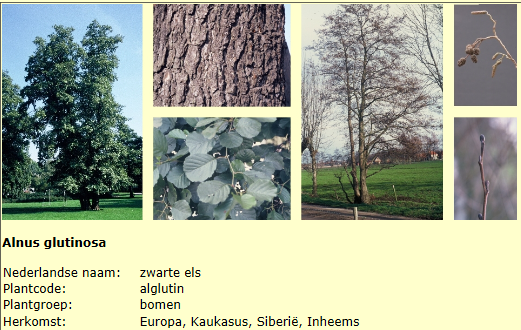 Alnus glutinosa
Nederlandse naam: zwarte els
Plantcode: alglutin
Plantgroep: bomen
Herkomst: Europa, Kaukasus, Siberië, Inheems